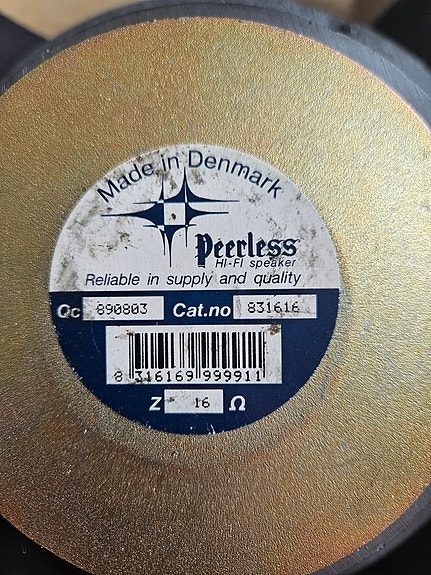 Made in Denmark
Peerless
HI-FI speaker
Reliable in supply and quality
Oc 890803 Cat.no 831616
8 316169 999911
Z 16 Ω